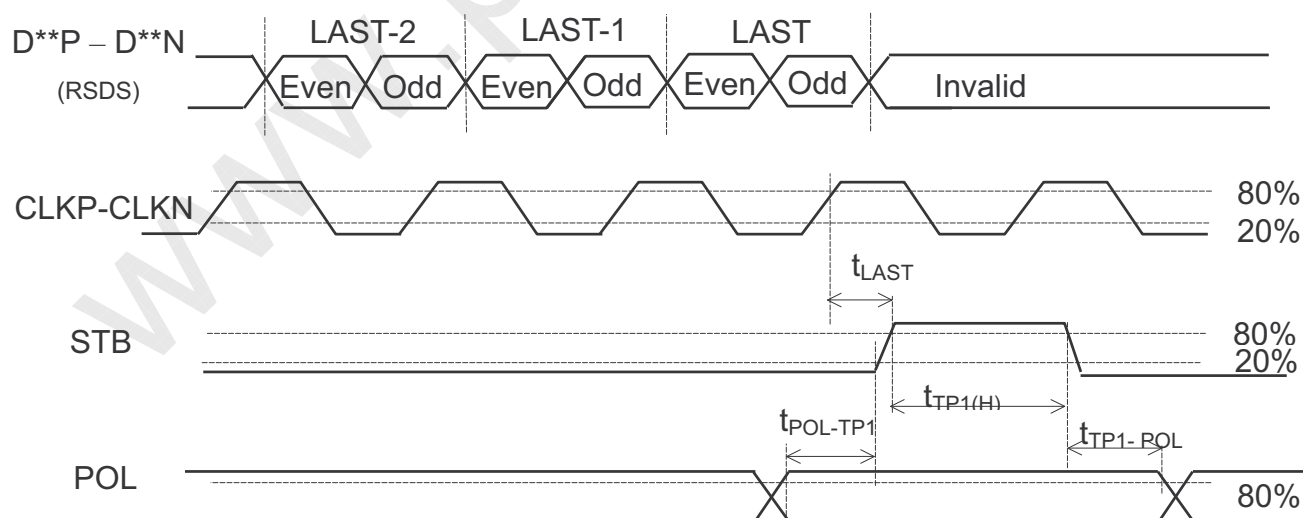 LAST-2 LAST-1 LAST
D**P – D**N
(RSDS)
Even Odd Even Odd Even Odd Invalid
CLKP-CLKN
80%
20%
tLAST
STB
80%
20%
tTP1(H)
tPOL-TP1
tTP1- POL
POL
80%
www.p